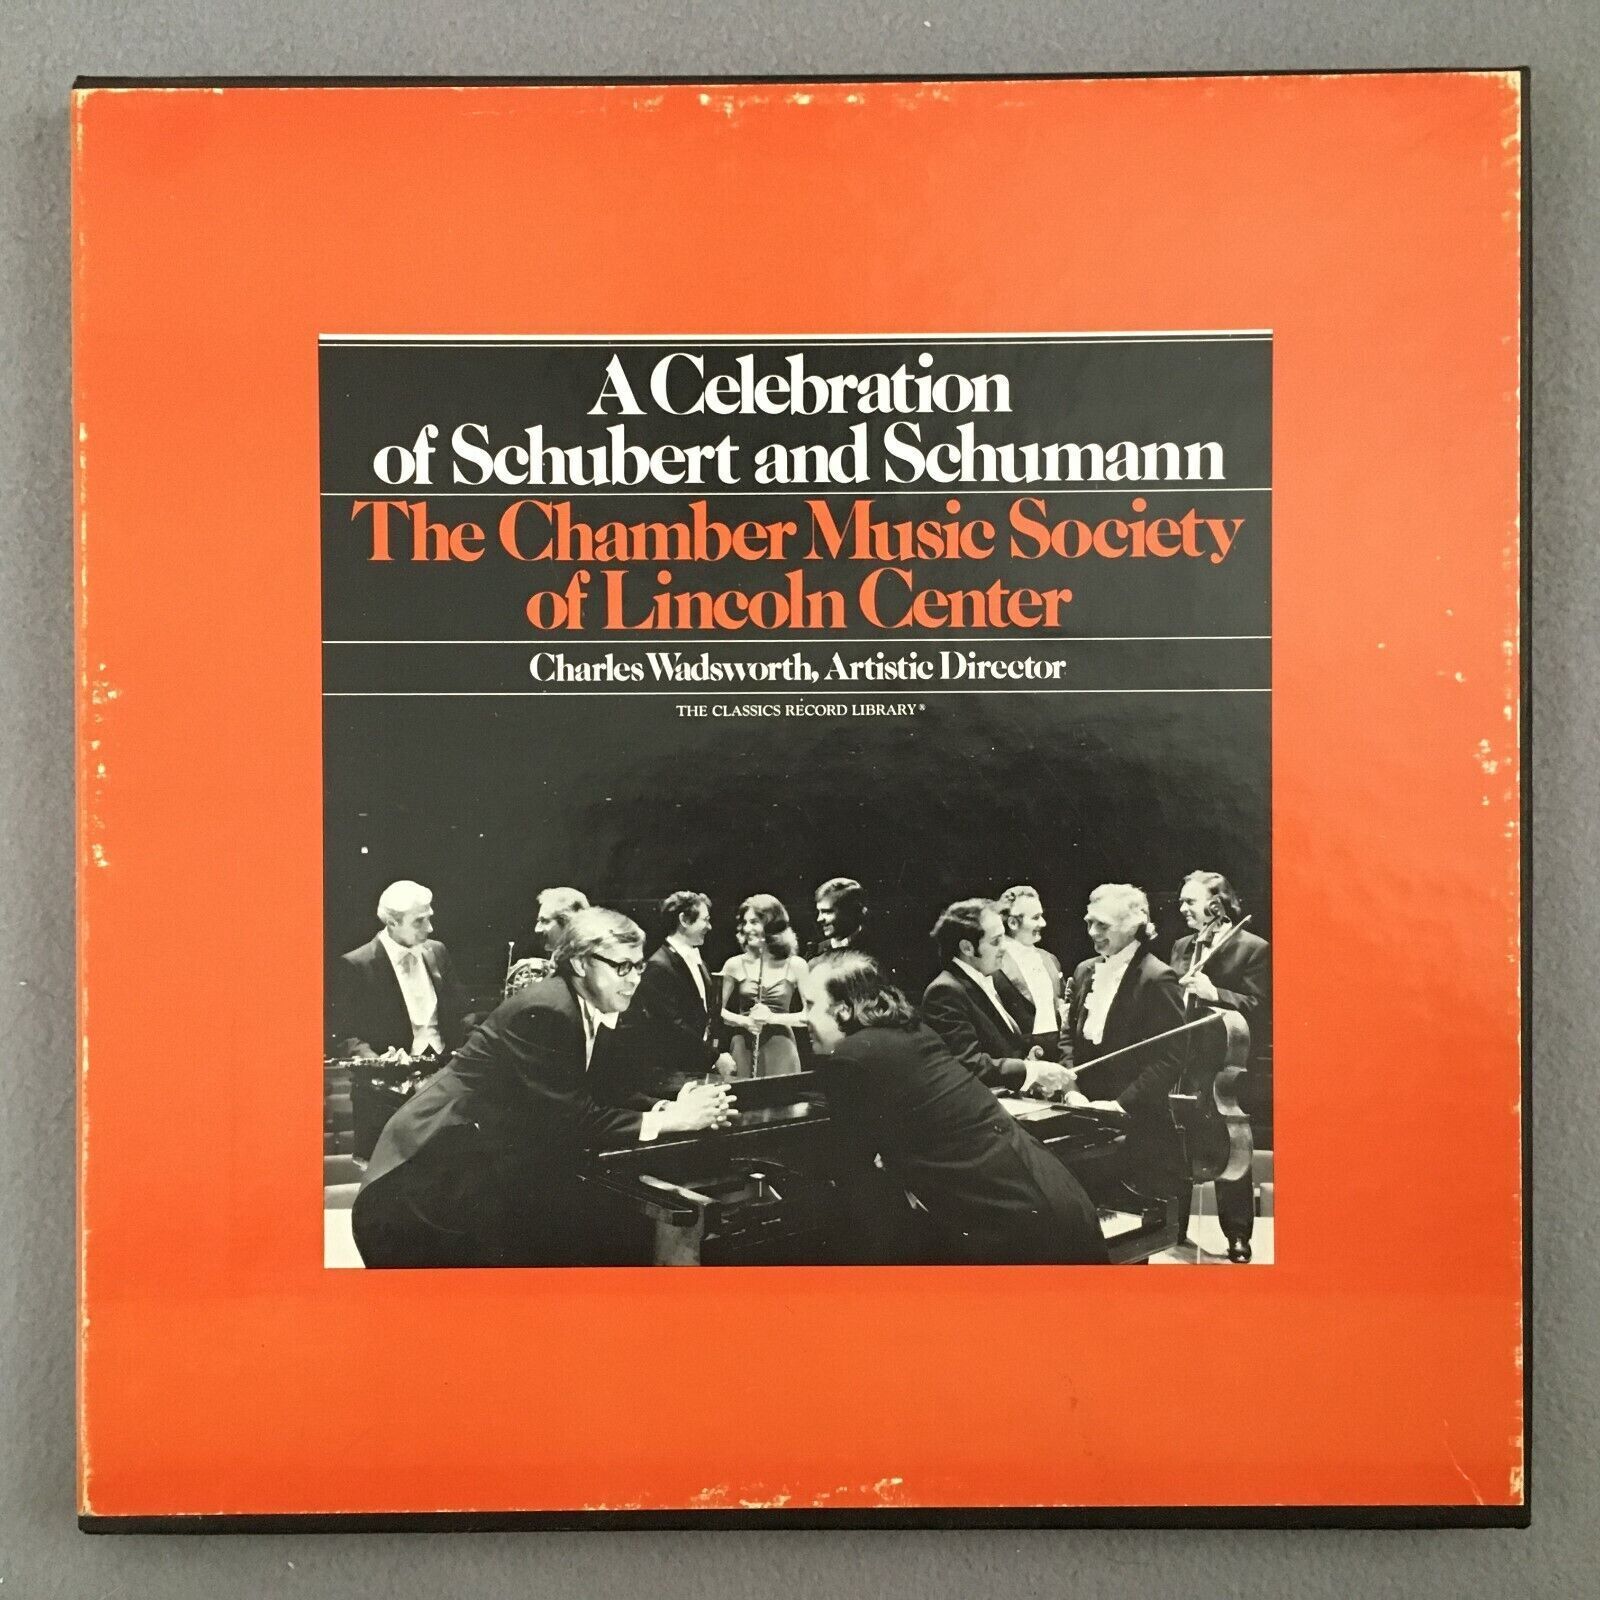 A Celebration
of Schubert and Schumann
The Chamber Music Society
of Lincoln Center
Charles Wadsworth, Artistic Director
THE CLASSICS RECORD LIBRARY®